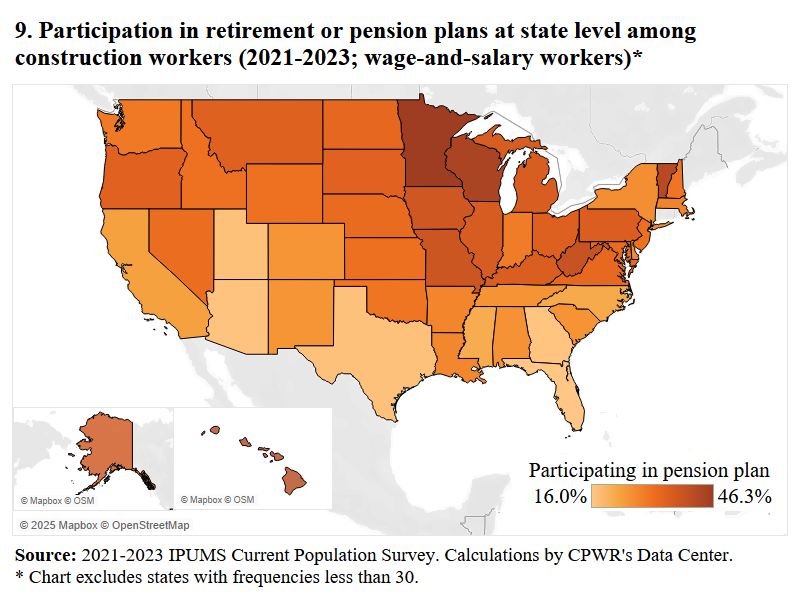 9. Participation in retirement or pension plans at state level among
construction workers (2021-2023; wage-and-salary workers)*
© Mapbox © OSM
© Mapbox © OSM
Participating in pension plan
16.0% 46.3%
© 2025 Mapbox © OpenStreetMap
Source: 2021-2023 IPUMS Current Population Survey. Calculations by CPWR's Data Center.
* Chart excludes states with frequencies less than 30.